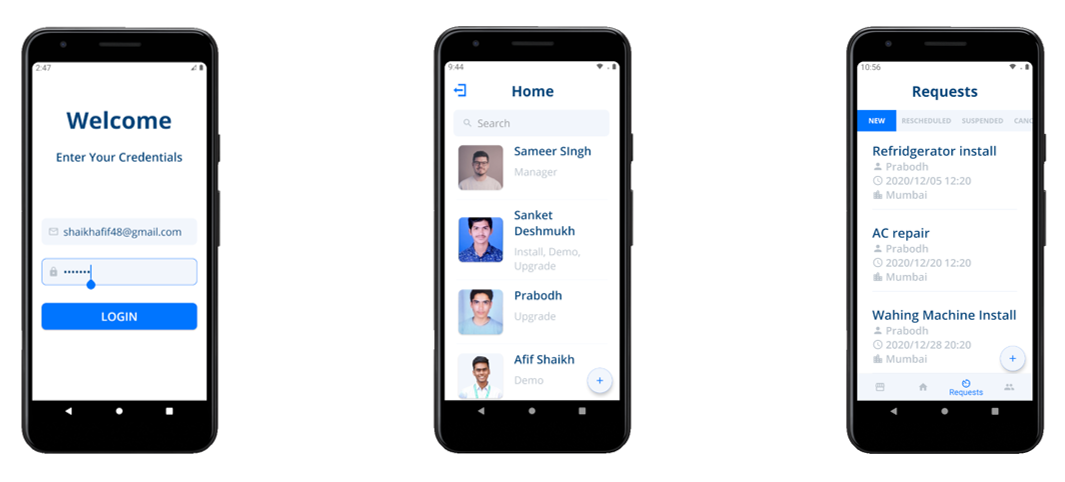 2:47
Welcome
Enter Your Credentials
shaikhafif48@gmail.com
•••••••
LOGIN
9:44
Home
Search
Sameer SIngh
Manager
Sanket
Deshmukh
Install, Demo,
Upgrade
Prabodh
Upgrade
Afif Shaikh
Demo
+
10:56
Requests
NEW RESCHEDULED SUSPENDED CANC
Refridgerator install
Prabodh
2020/12/05 12:20
Mumbai
AC repair
Prabodh
2020/12/20 12:20
Mumbai
Wahing Machine Install
Prabodh
2020/12/28 20:20
Mumbai
+
Requests